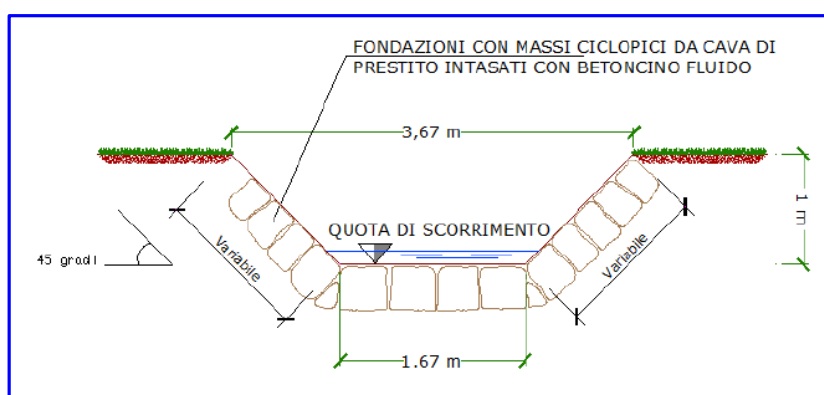 FONDAZIONI CON MASSI CICLOPICI DA CAVA DI
PRESTITO INTASATI CON BETONCINO FLUIDO
3,67 m
1 m
QUOTA DI SCORRIMENTO
45 gradi
Variabile
Variabile
1.67 m